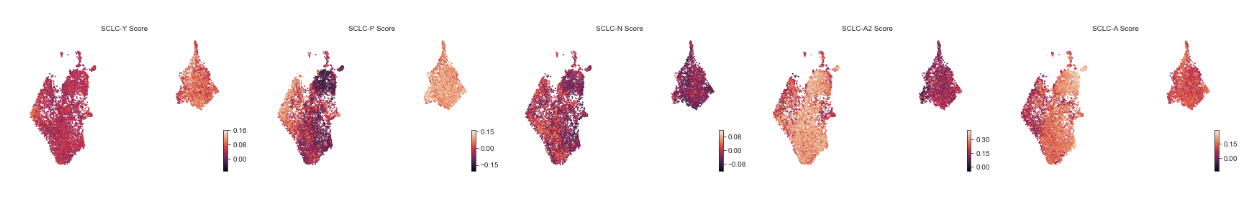 SCLC-Y Score
SCLC-P Score
SCLC-N Score
SCLC-A2 Score
SCLC-A Score
0.16
0.08
0.00
0.15
0.00
−0.15
0.08
0.00
−0.08
0.30
0.15
0.00
0.15
0.00